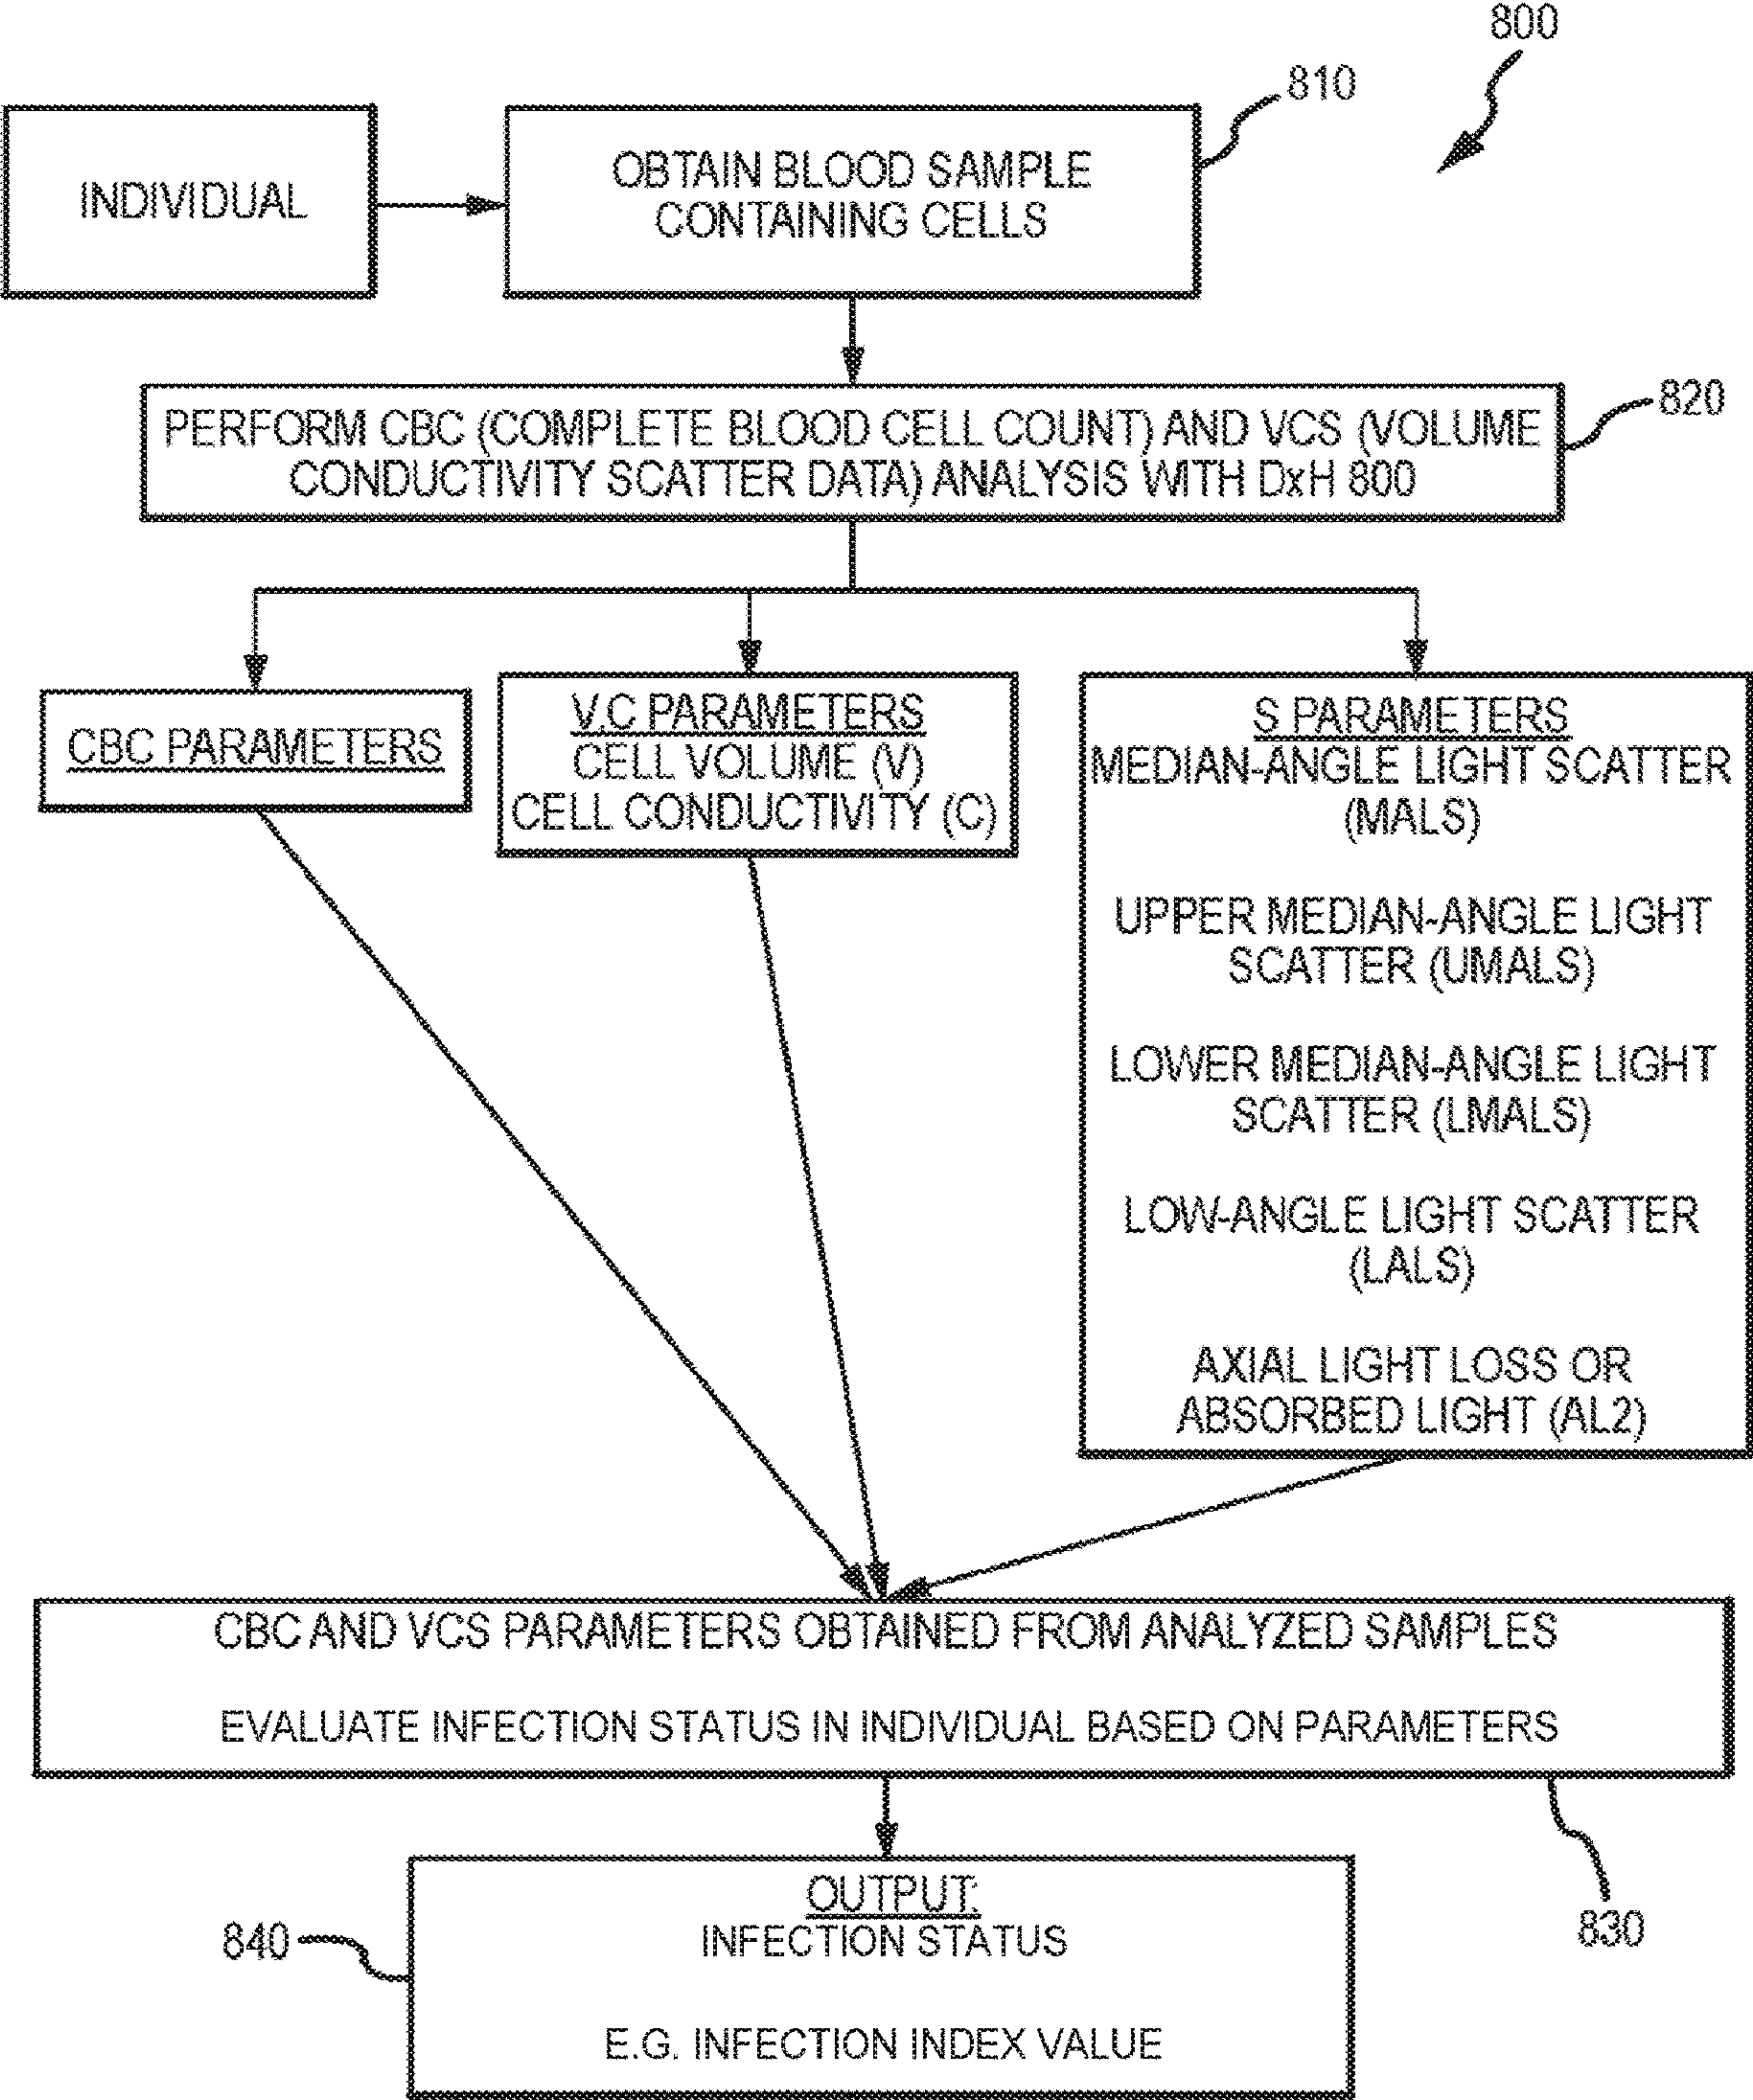 800
810
INDIVIDUAL
OBTAIN BLOOD SAMPLE
CONTAINING CELLS
820
PERFORM CBC (COMPLETE BLOOD CELL COUNT) AND VCS (VOLUME
CONDUCTIVITY SCATTER DATA) ANALYSIS WITH DxH 800
CBC PARAMETERS
V,C PARAMETERS
CELL VOLUME (V)
CELL CONDUCTIVITY (C)
S PARAMETERS
MEDIAN-ANGLE LIGHT SCATTER
(MALS)
UPPER MEDIAN-ANGLE LIGHT
SCATTER (UMALS)
LOWER MEDIAN-ANGLE LIGHT
SCATTER (LMALS)
LOW-ANGLE LIGHT SCATTER
(LALS)
AXIAL LIGHT LOSS OR
ABSORBED LIGHT (AL2)
CBC AND VCS PARAMETERS OBTAINED FROM ANALYZED SAMPLES
EVALUATE INFECTION STATUS IN INDIVIDUAL BASED ON PARAMETERS
830
840
OUTPUT:
INFECTION STATUS
E.G. INFECTION INDEX VALUE